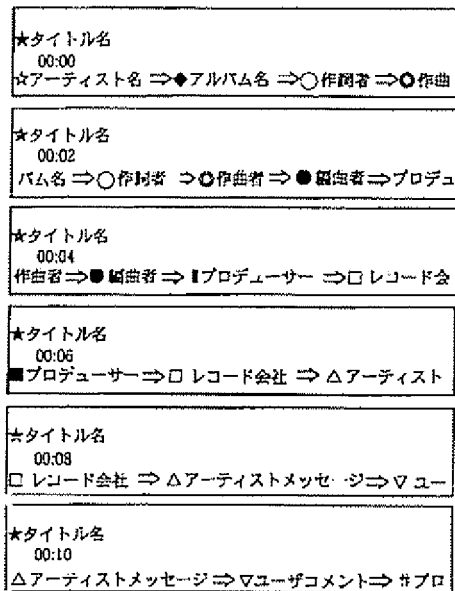 ★タイトル名
00:00
☆アーティスト名 ⇒◆アルバム名 ⇒○作詞者 ⇒✪作曲
★タイトル名
00:02
バム名 ⇒○作詞者 ⇒✪作曲者 ⇒●編曲者⇒プロデュ
★タイトル名
00:04
作曲者⇒●編曲者 ⇒ ▮プロデューサー ⇒□ レコード会
★タイトル名
00:06
■プロデューサー⇒□ レコード会社 ⇒ △アーティスト
★タイトル名
00:08
□ レコード会社 ⇒ △アーティストメッセージ⇒▽ ユー
★タイトル名
00:10
△アーティストメッセージ ⇒▽ユーザコメント⇒ #プロ